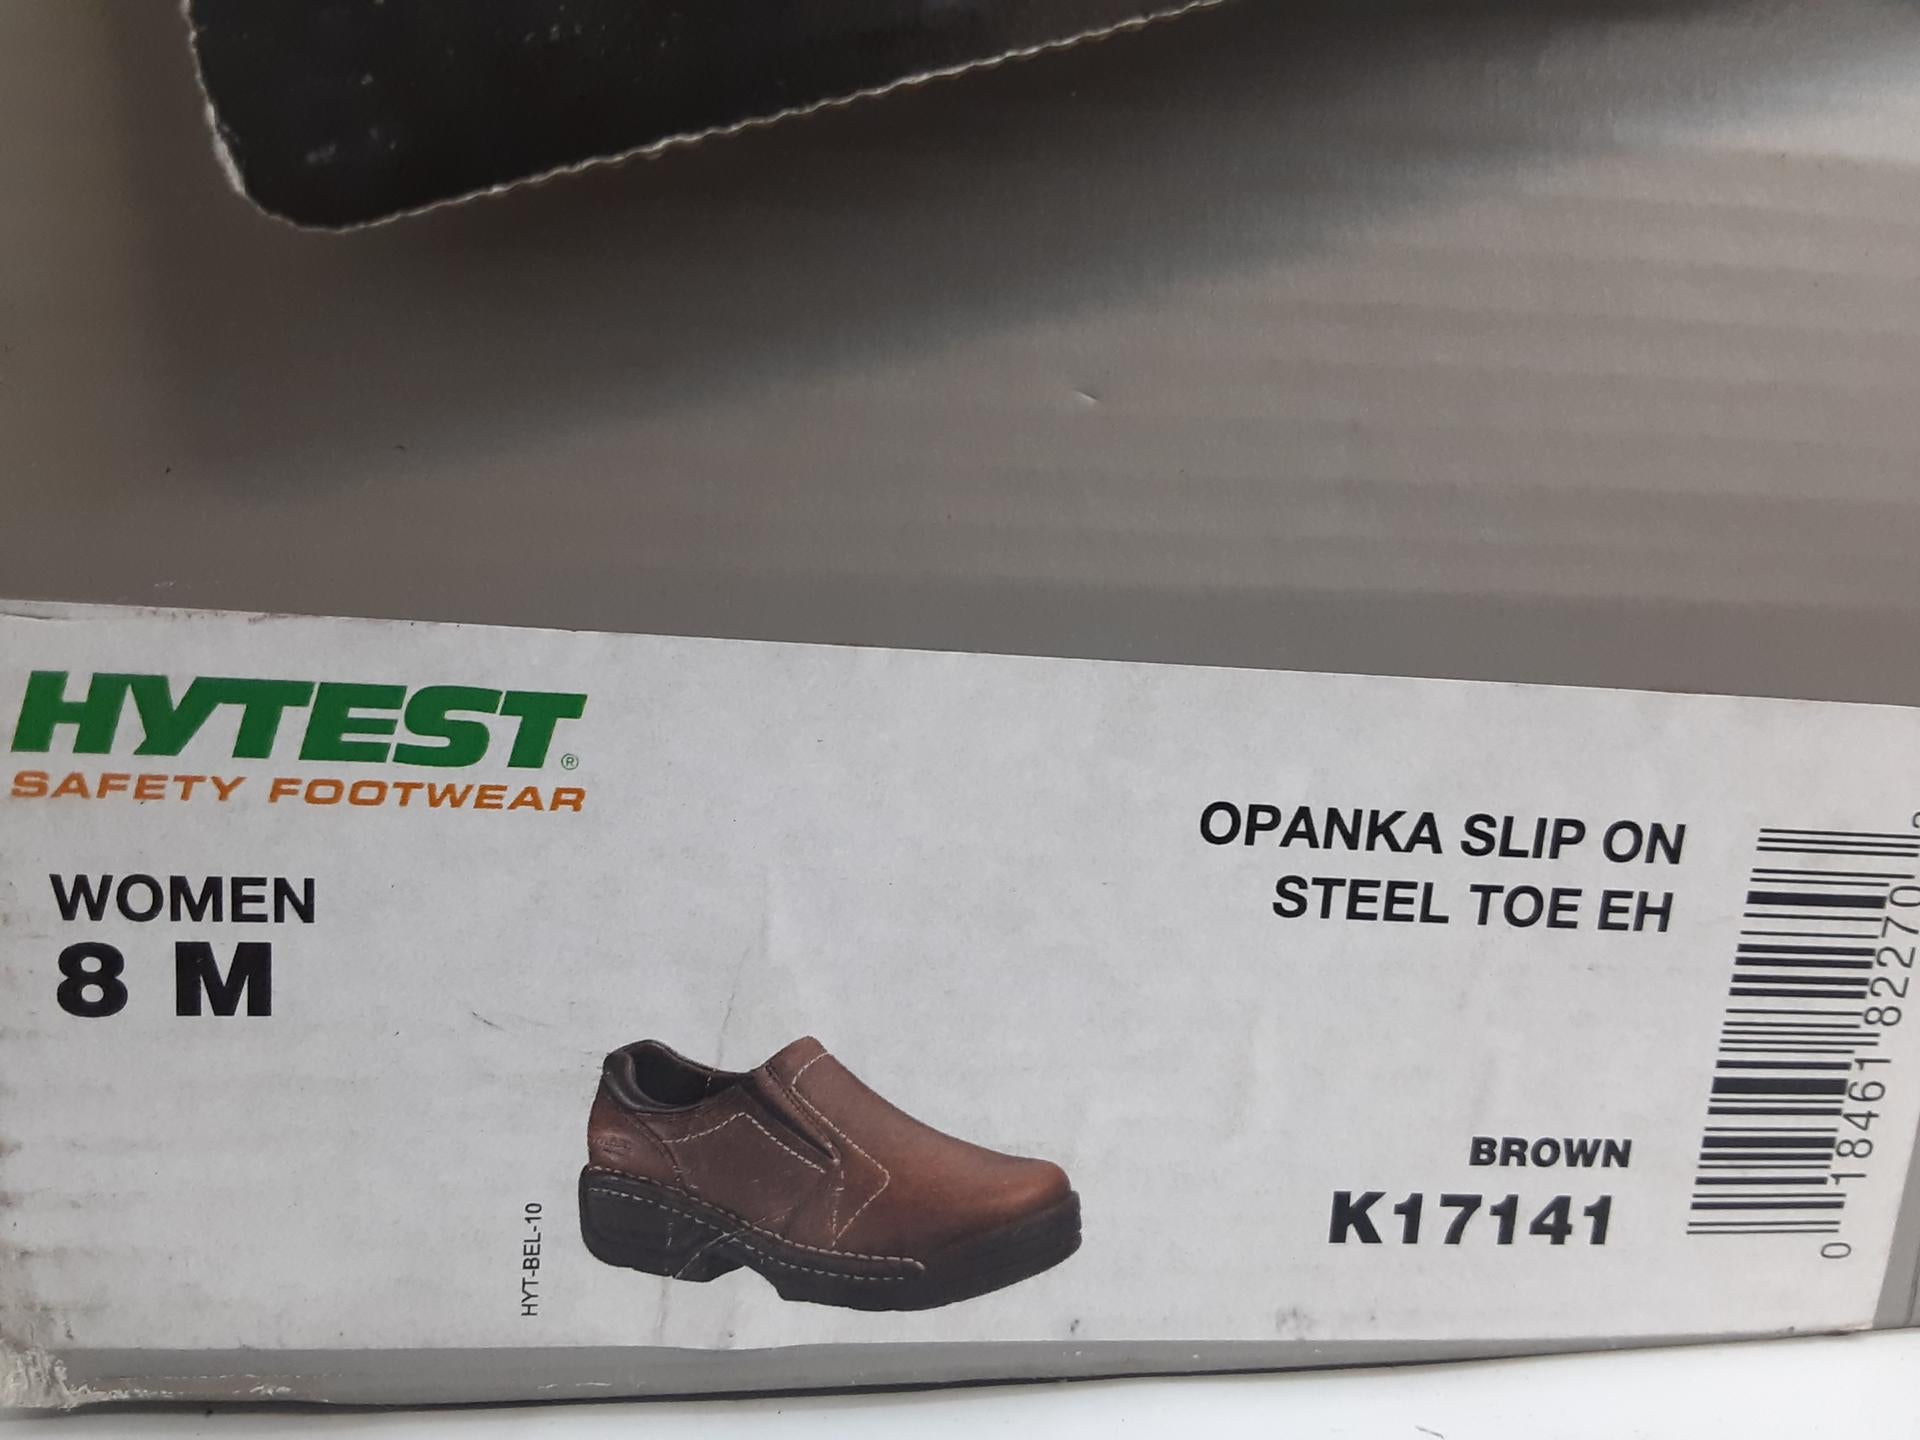 HYTEST®
SAFETY FOOTWEAR
WOMEN
8 M
OPANKA SLIP ON
STEEL TOE EH
BROWN
K17141
HYT-BEL-10
0 18461 82270